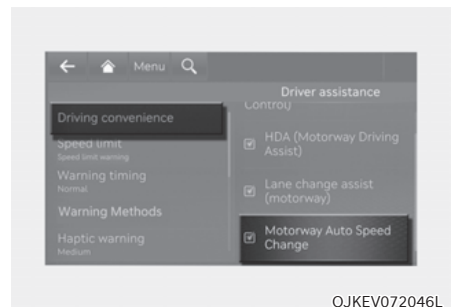 Menu
Driver assistance
Driving convenience
Speed limit
Speed limit warning
Warning timing
Normal
Warning Methods
Haptic warning
Medium
Control)
HDA (Motorway Driving
Assist)
Lane change assist
(motorway)
Motorway Auto Speed
Change
OJKEV072046L